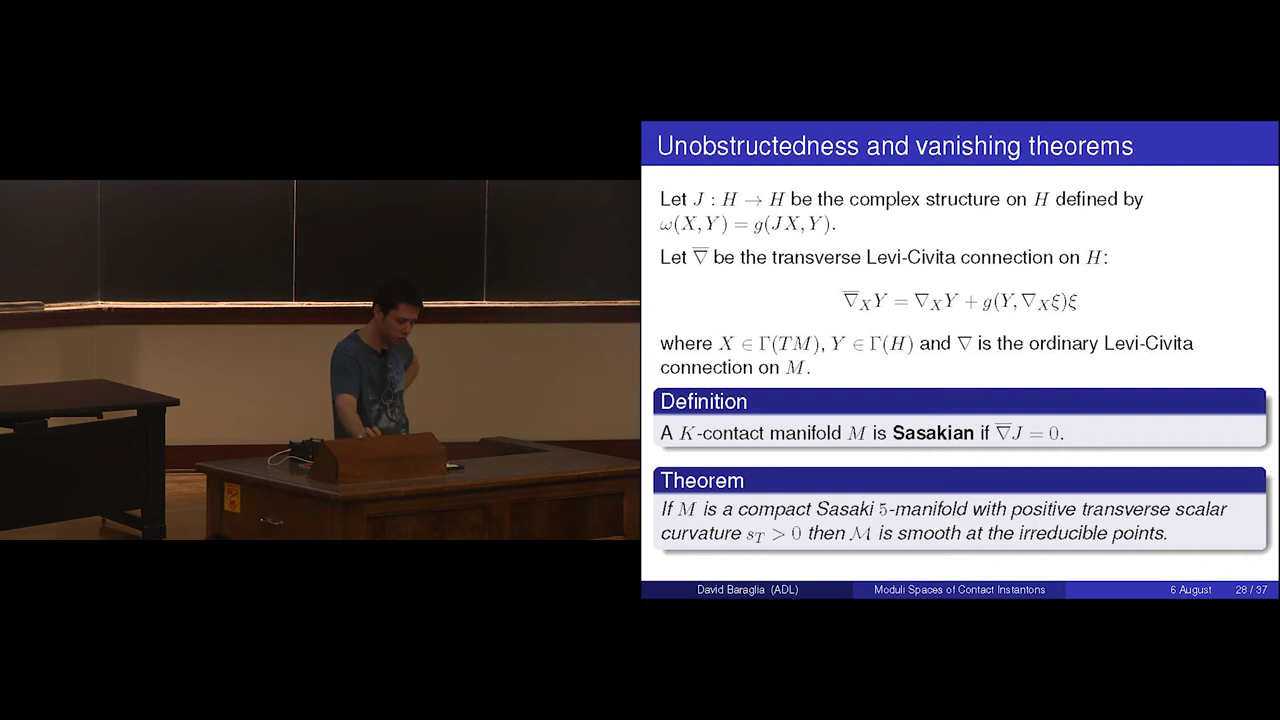 Unobstructedness and vanishing theorems
Let J : H → H be the complex structure on H defined by
ω(X, Y) = g(JX, Y).
Let ∇̅ be the transverse Levi-Civita connection on H:
∇̅_X Y = ∇_X Y + g(Y, ∇_X ξ)ξ
where X ∈ Γ(TM), Y ∈ Γ(H) and ∇ is the ordinary Levi-Civita
connection on M.
Definition
A K-contact manifold M is Sasakian if ∇̅J = 0.
Theorem
If M is a compact Sasaki 5-manifold with positive transverse scalar
curvature s_T > 0 then ℳ is smooth at the irreducible points.
David Baraglia (ADL) Moduli Spaces of Contact Instantons 6 August 28 / 37